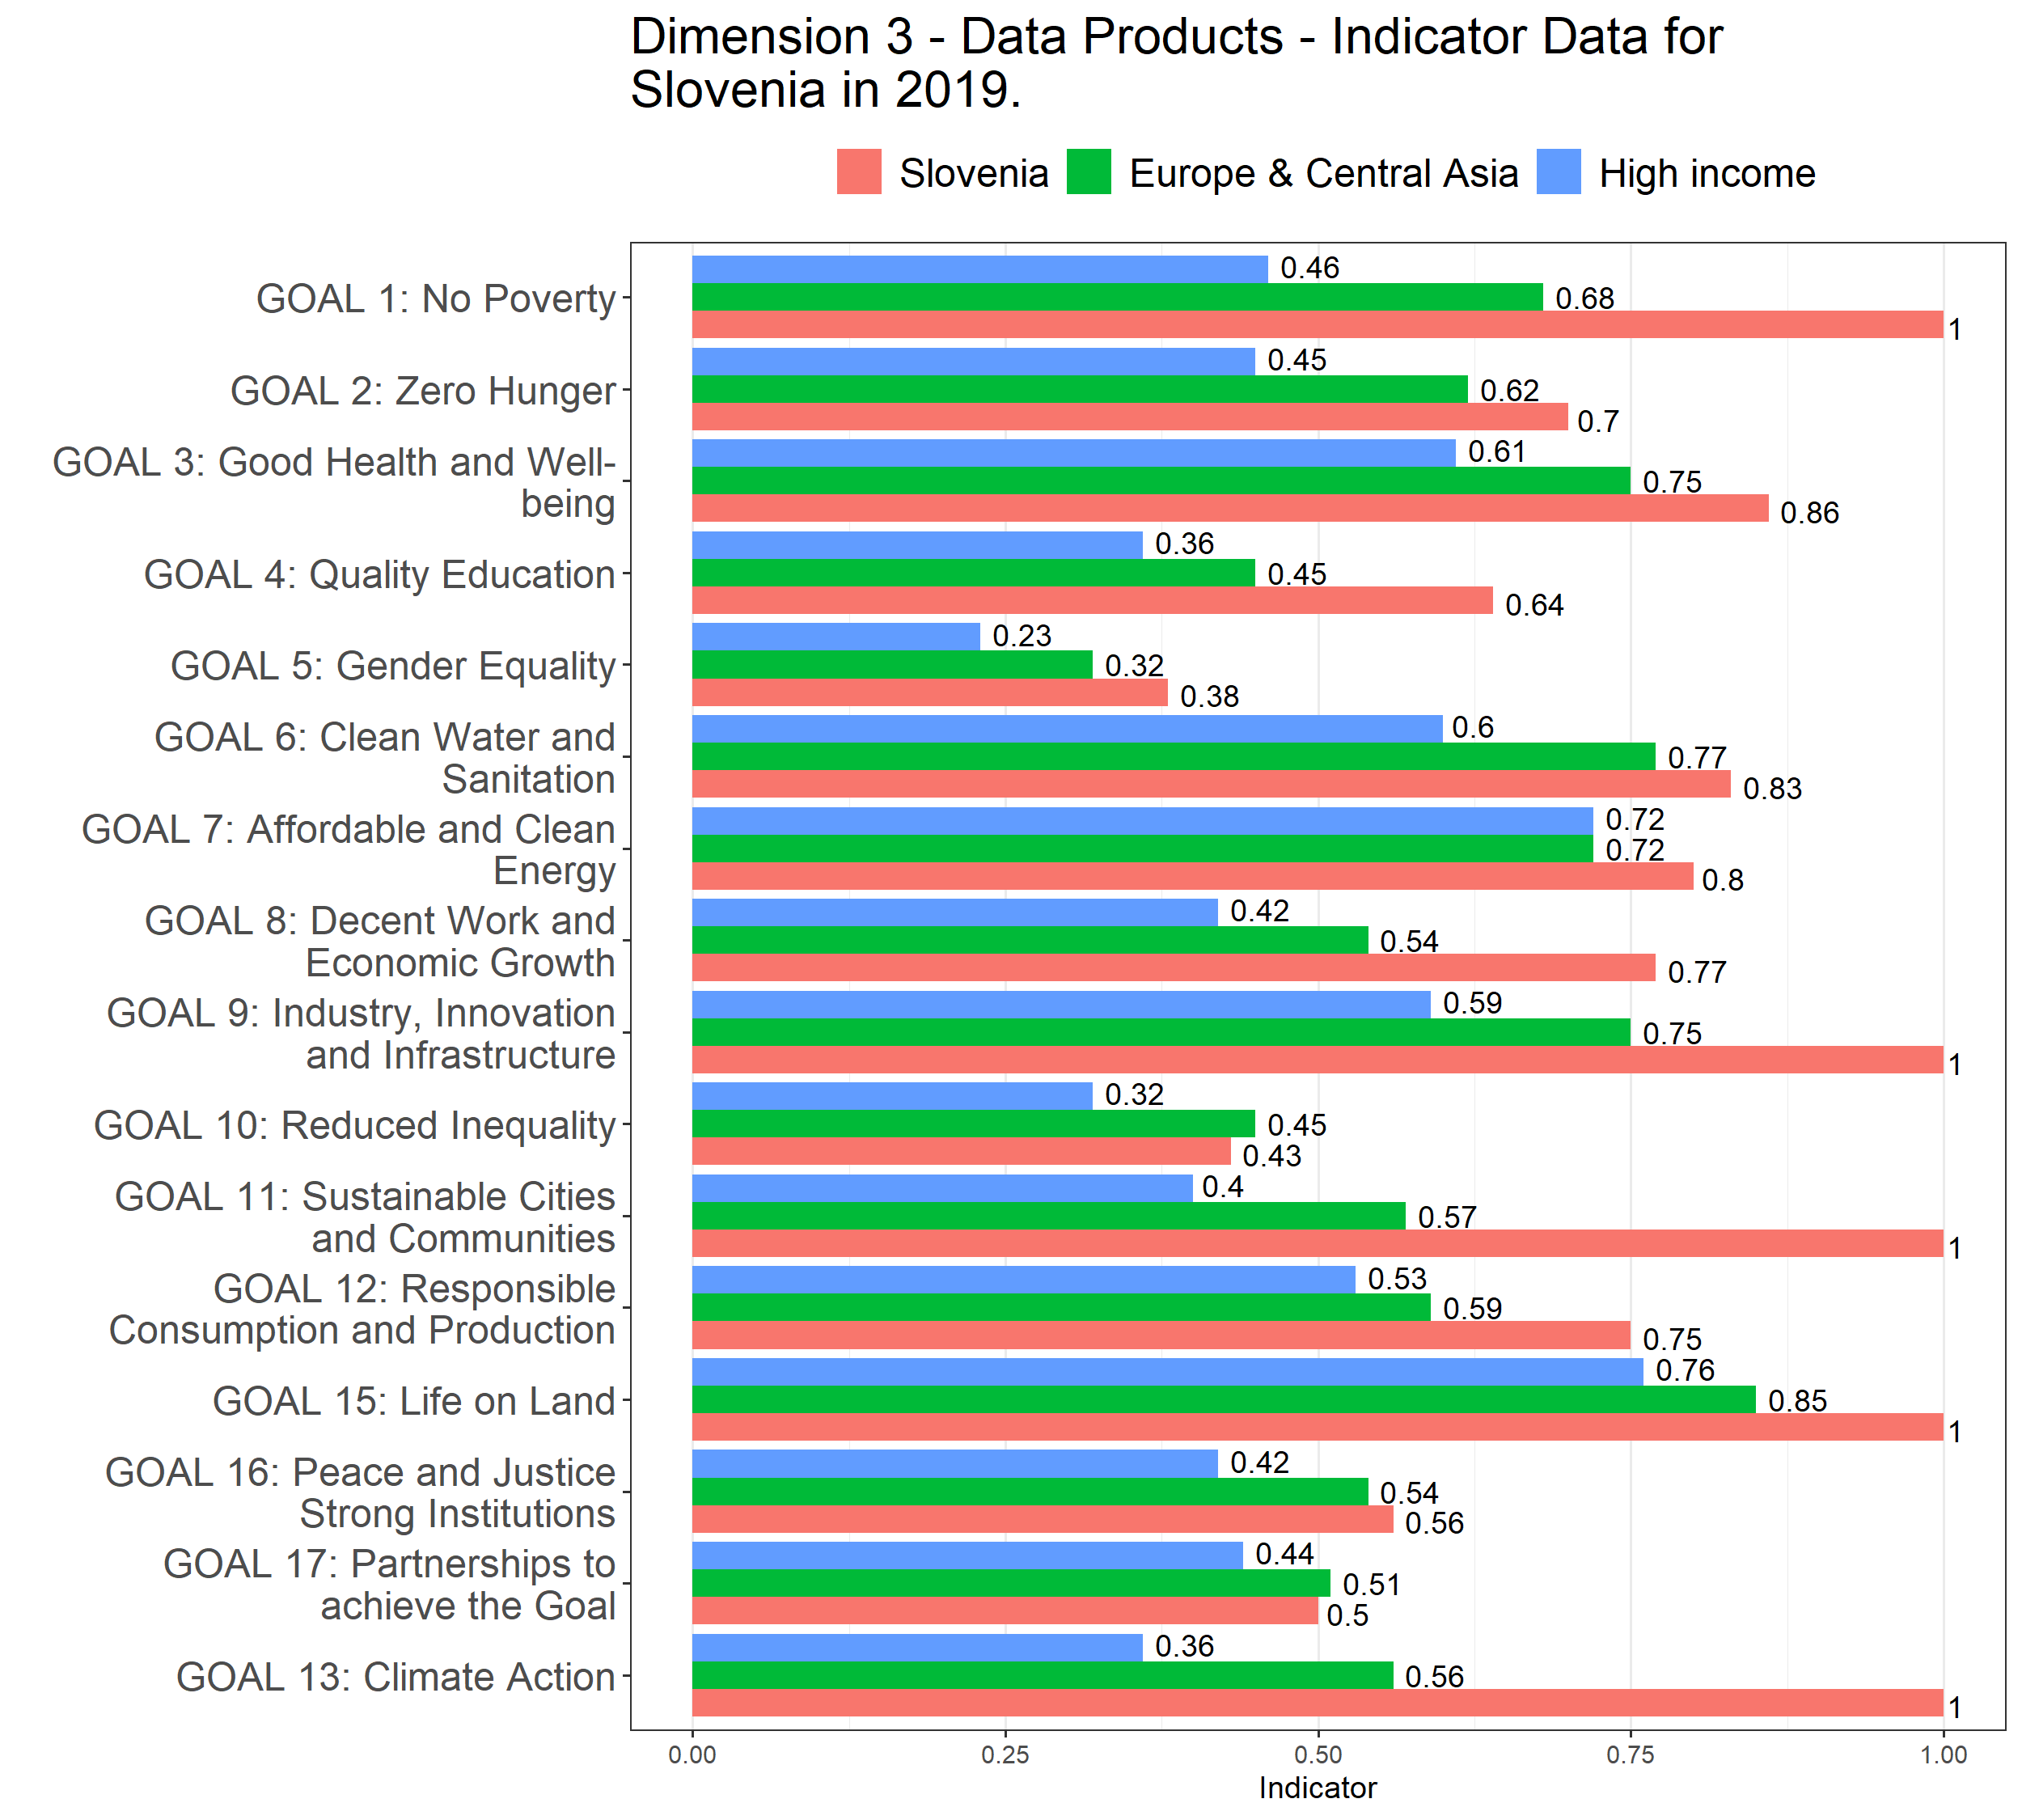 Dimension 3 - Data Products - Indicator Data for
Slovenia in 2019.
Slovenia
Europe & Central Asia
High income
GOAL 1: No Poverty
0.46
0.68
1
GOAL 2: Zero Hunger
0.45
0.62
0.7
GOAL 3: Good Health and Well-
being
0.61
0.75
0.86
GOAL 4: Quality Education
0.36
0.45
0.64
GOAL 5: Gender Equality
0.23
0.32
0.38
GOAL 6: Clean Water and
Sanitation
0.6
0.77
0.83
GOAL 7: Affordable and Clean
Energy
0.72
0.72
0.8
GOAL 8: Decent Work and
Economic Growth
0.42
0.54
0.77
GOAL 9: Industry, Innovation
and Infrastructure
0.59
0.75
1
GOAL 10: Reduced Inequality
0.32
0.45
0.43
GOAL 11: Sustainable Cities
and Communities
0.4
0.57
1
GOAL 12: Responsible
Consumption and Production
0.53
0.59
0.75
GOAL 15: Life on Land
0.76
0.85
1
GOAL 16: Peace and Justice
Strong Institutions
0.42
0.54
0.56
GOAL 17: Partnerships to
achieve the Goal
0.44
0.51
0.5
GOAL 13: Climate Action
0.36
0.56
1
0.00 0.25 0.50 0.75 1.00
Indicator